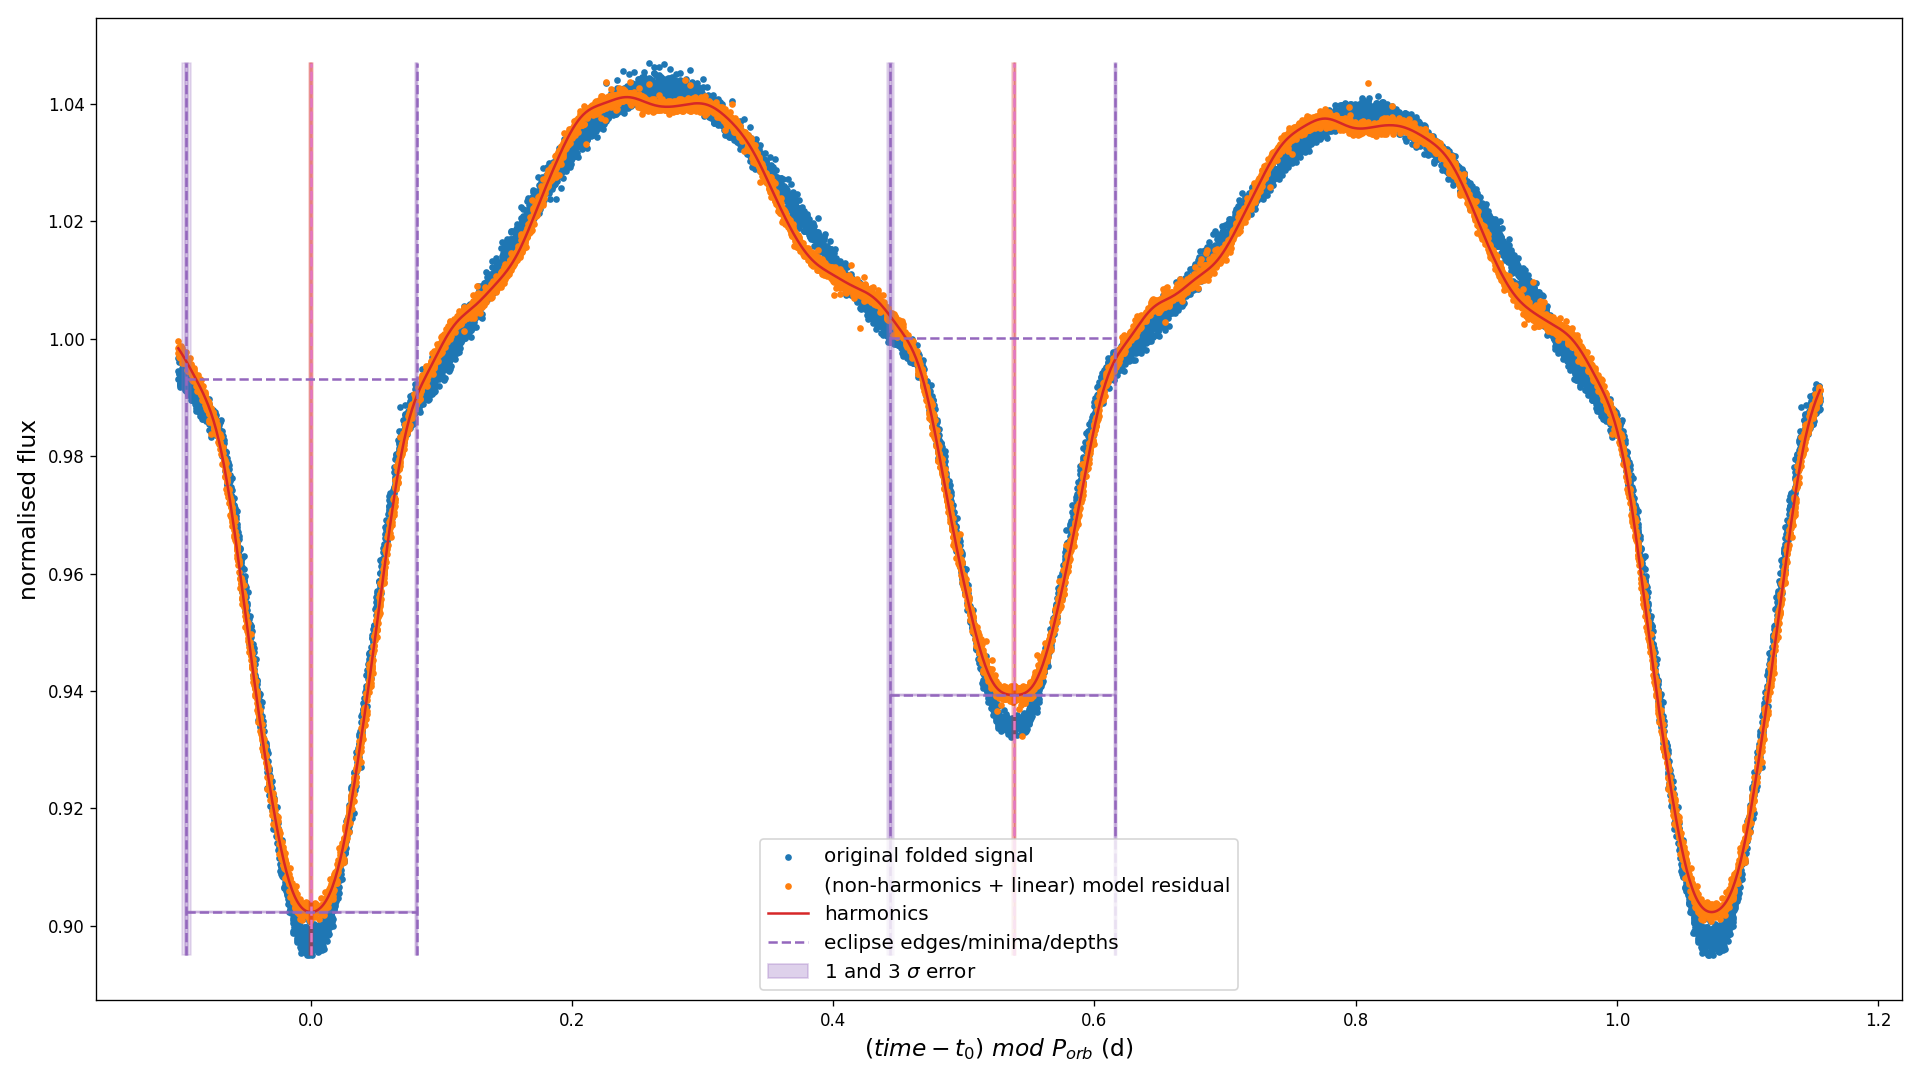 normalised flux
1.04
1.02
1.00
0.98
0.96
0.94
0.92
0.90
original folded signal
(non-harmonics + linear) model residual
harmonics
eclipse edges/minima/depths
1 and 3 σ error
0.0 0.2 0.4 0.6 0.8 1.0 1.2
(time − t₀) mod P_orb (d)